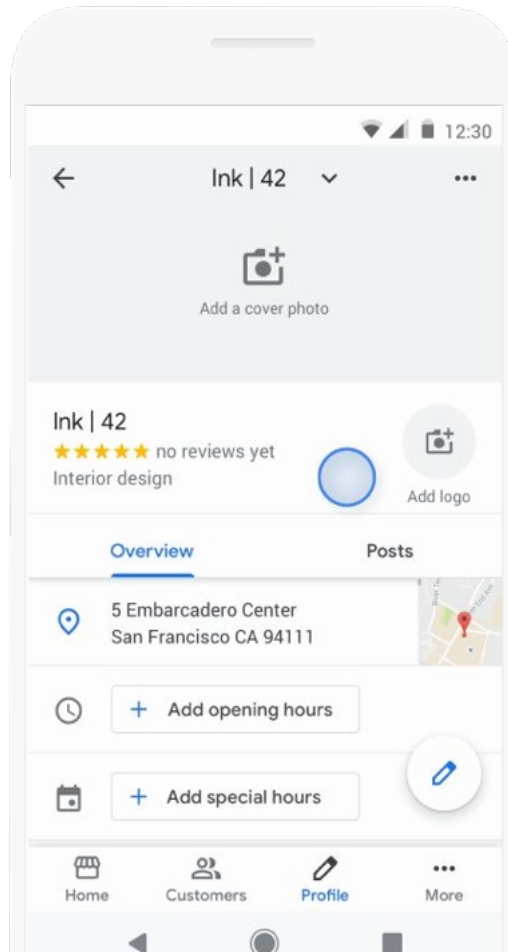 12:30
Ink | 42
Add a cover photo
Ink | 42
no reviews yet
Interior design
Add logo
Overview
Posts
5 Embarcadero Center
San Francisco CA 94111
+ Add opening hours
+ Add special hours
Home
Customers
Profile
More